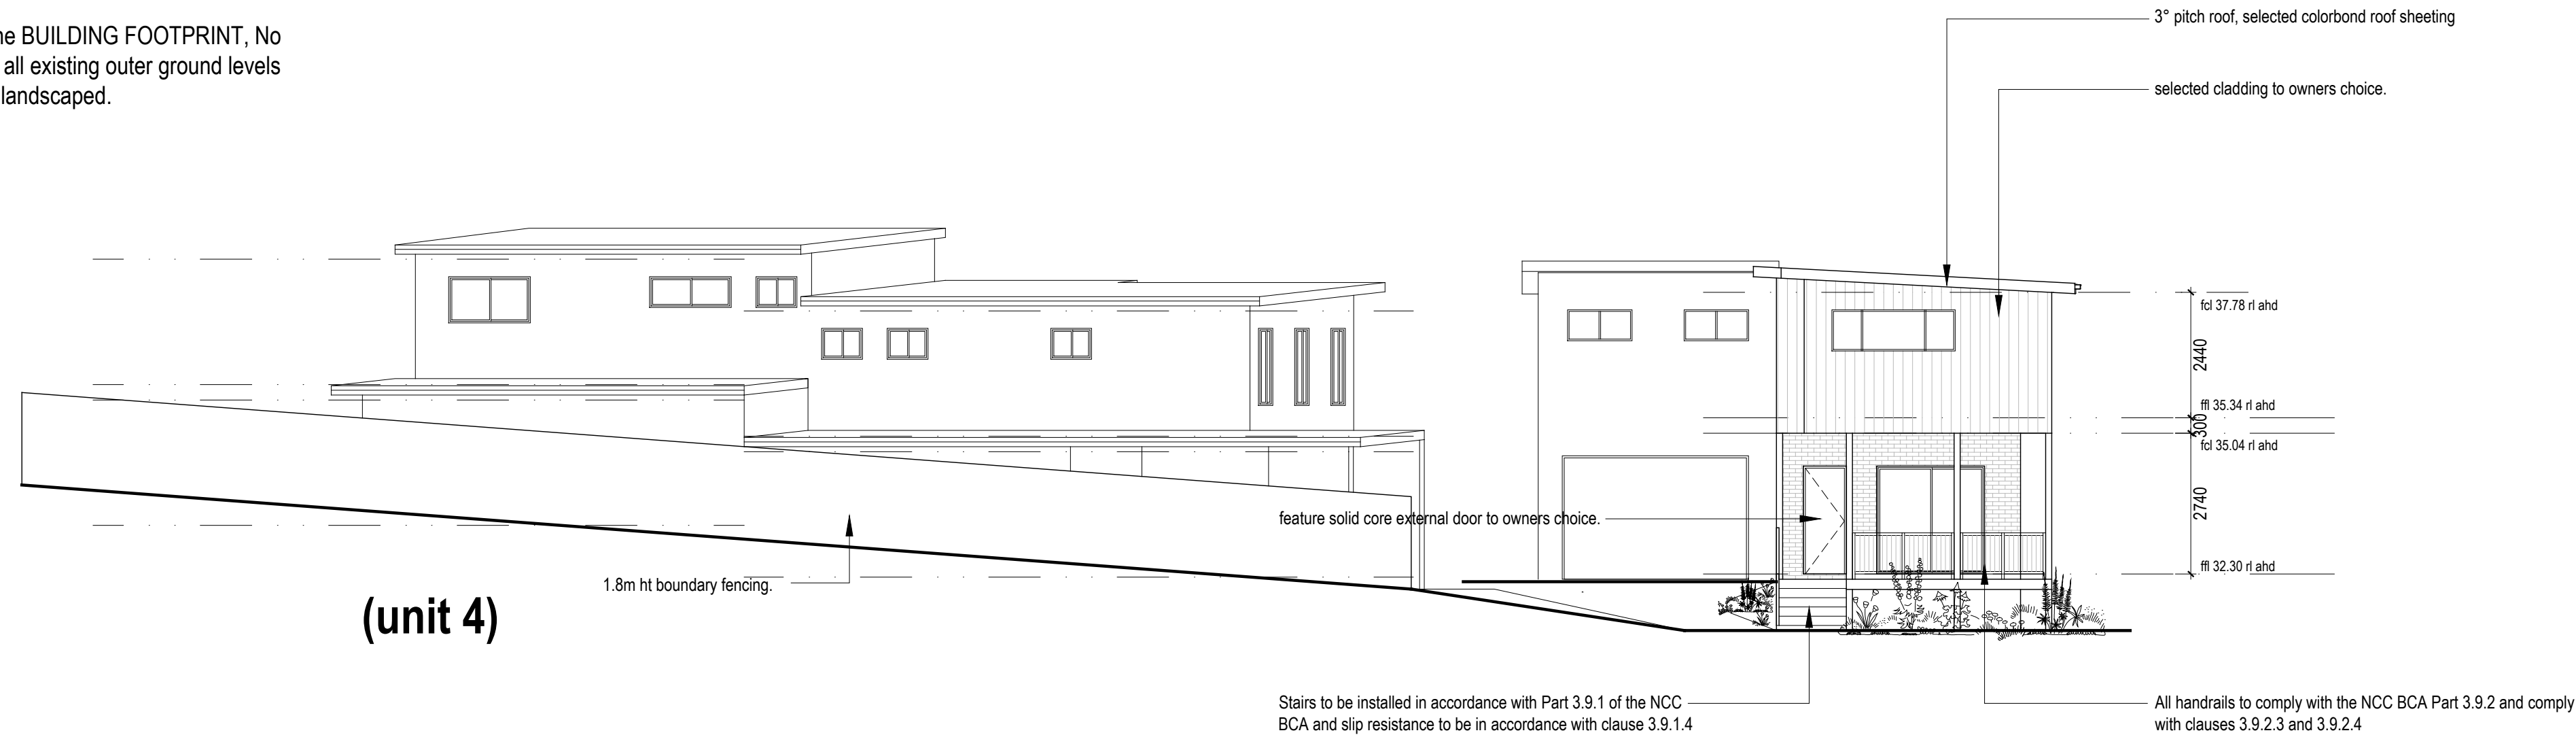 he BUILDING FOOTPRINT, No
all existing outer ground levels
landscaped.
3° pitch roof, selected colorbond roof sheeting
selected cladding to owners choice.
fcl 37.78 rl ahd
2440
ffl 35.34 rl ahd
300
fcl 35.04 rl ahd
2740
ffl 32.30 rl ahd
feature solid core external door to owners choice.
1.8m ht boundary fencing.
(unit 4)
Stairs to be installed in accordance with Part 3.9.1 of the NCC
BCA and slip resistance to be in accordance with clause 3.9.1.4
All handrails to comply with the NCC BCA Part 3.9.2 and comply
with clauses 3.9.2.3 and 3.9.2.4